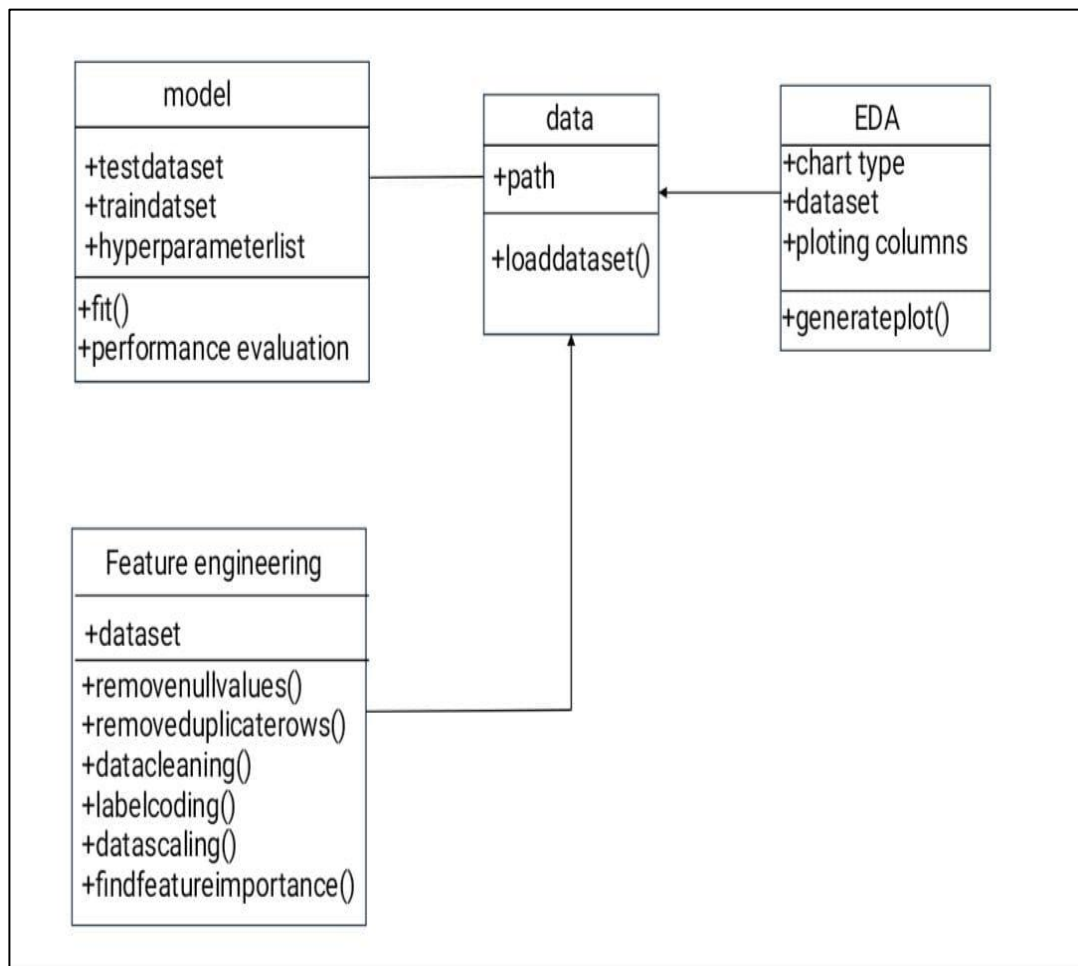 model
+testdataset
+traindatset
+hyperparameterlist
+fit()
+performance evaluation
data
+path
+loaddataset()
EDA
+chart type
+dataset
+ploting columns
+generateplot()
Feature engineering
+dataset
+removenullvalues()
+removeduplicaterows()
+datacleaning()
+labelcoding()
+datascaling()
+findfeatureimportance()